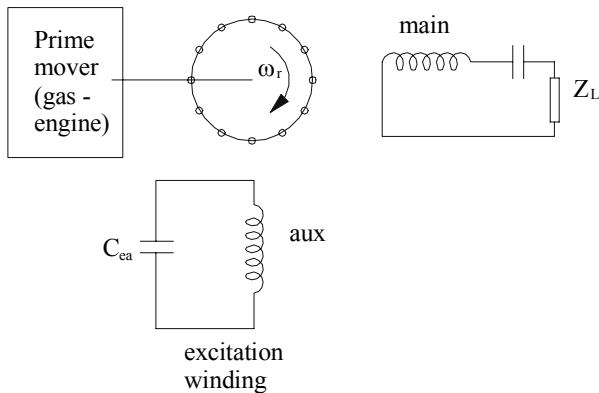 Prime
mover
(gas -
engine)
ωr
main
ZL
Cea
aux
excitation
winding